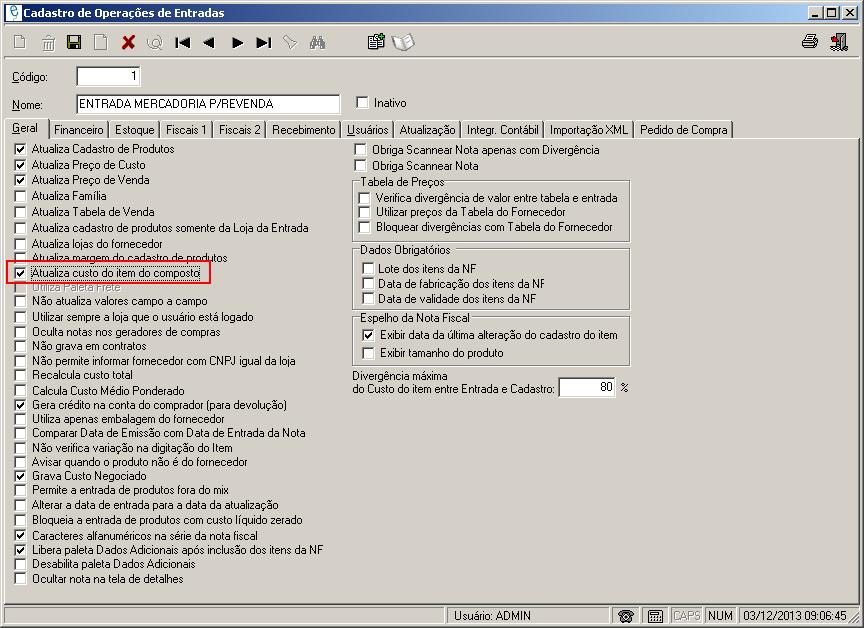 Cadastro de Operações de Entradas
Código: 1
Nome: ENTRADA MERCADORIA P/REVENDA Inativo
Geral Financeiro Estoque Fiscais 1 Fiscais 2 Recebimento Usuários Atualização Integr. Contábil Importação XML Pedido de Compra
Atualiza Cadastro de Produtos
Atualiza Preço de Custo
Atualiza Preço de Venda
Atualiza Família
Atualiza Tabela de Venda
Atualiza cadastro de produtos somente da Loja da Entrada
Atualiza lojas do fornecedor
Atualiza margem do cadastro de produtos
Atualiza custo do item do composto
Utiliza Paleta Frete
Não atualiza valores campo a campo
Utilizar sempre a loja que o usuário está logado
Oculta notas nos geradores de compras
Não grava em contratos
Não permite informar fornecedor com CNPJ igual da loja
Recalcula custo total
Calcula Custo Médio Ponderado
Gera crédito na conta do comprador (para devolução)
Utiliza apenas embalagem do fornecedor
Comparar Data de Emissão com Data de Entrada da Nota
Não verifica variação na digitação do Item
Avisar quando o produto não é do fornecedor
Grava Custo Negociado
Permite a entrada de produtos fora do mix
Alterar a data de entrada para a data da atualização
Bloqueia a entrada de produtos com custo líquido zerado
Caracteres alfanuméricos na série da nota fiscal
Libera paleta Dados Adicionais após inclusão dos itens da NF
Desabilita paleta Dados Adicionais
Ocultar nota na tela de detalhes
Obriga Scannear Nota apenas com Divergência
Obriga Scannear Nota
Tabela de Preços
Verifica divergência de valor entre tabela e entrada
Utilizar preços da Tabela do Fornecedor
Bloquear divergências com Tabela do Fornecedor
Dados Obrigatórios
Lote dos itens da NF
Data de fabricação dos itens da NF
Data de validade dos itens da NF
Espelho da Nota Fiscal
Exibir data da última alteração do cadastro do item
Exibir tamanho do produto
Divergência máxima
do Custo do item entre Entrada e Cadastro: 80 %
Usuário: ADMIN CAPS NUM 03/12/2013 09:06:45